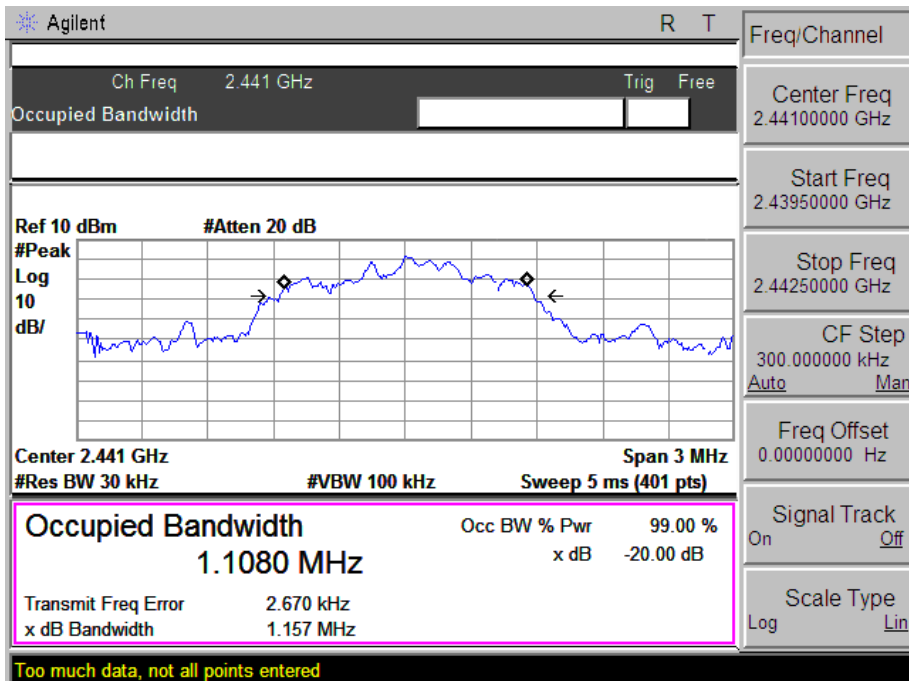 Agilent R T
Ch Freq 2.441 GHz Trig Free
Occupied Bandwidth
Ref 10 dBm #Atten 20 dB
#Peak
Log
10
dB/
Center 2.441 GHz Span 3 MHz
#Res BW 30 kHz #VBW 100 kHz Sweep 5 ms (401 pts)
Occupied Bandwidth Occ BW % Pwr 99.00 %
1.1080 MHz x dB -20.00 dB
Transmit Freq Error 2.670 kHz
x dB Bandwidth 1.157 MHz
Too much data, not all points entered
Freq/Channel
Center Freq
2.44100000 GHz
Start Freq
2.43950000 GHz
Stop Freq
2.44250000 GHz
CF Step
300.000000 kHz
Auto Man
Freq Offset
0.00000000 Hz
Signal Track
On Off
Scale Type
Log Lin